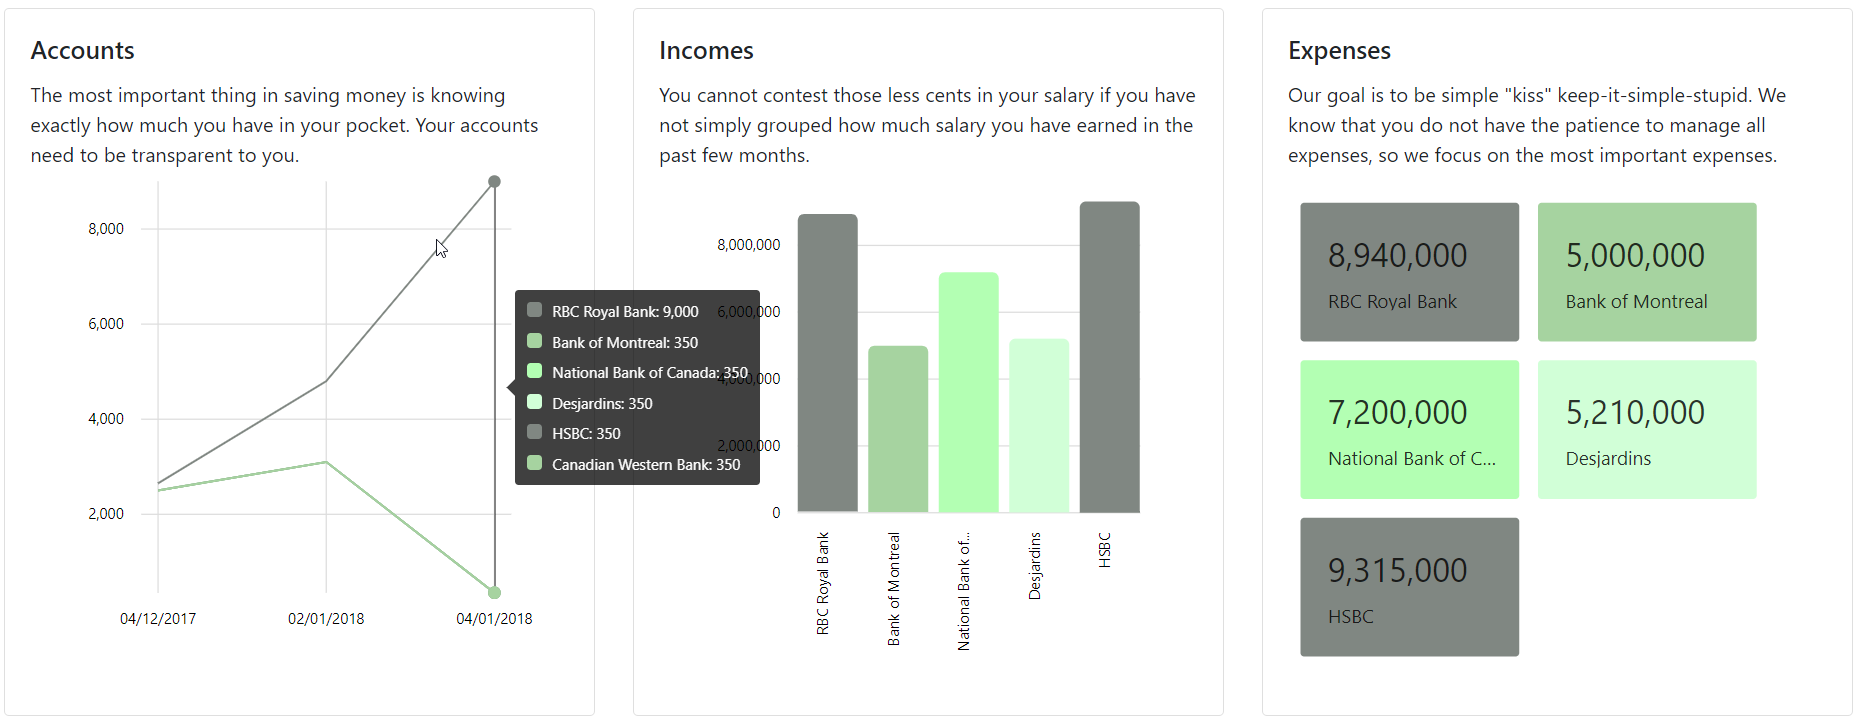 Accounts
The most important thing in saving money is knowing
exactly how much you have in your pocket. Your accounts
need to be transparent to you.
8,000
6,000
4,000
2,000
04/12/2017
02/01/2018
04/01/2018
RBC Royal Bank: 9,000
Bank of Montreal: 350
National Bank of Canada: 350
Desjardins: 350
HSBC: 350
Canadian Western Bank: 350
Incomes
You cannot contest those less cents in your salary if you have
not simply grouped how much salary you have earned in the
past few months.
8,000,000
6,000,000
4,000,000
2,000,000
0
RBC Royal Bank
Bank of Montreal
National Bank of...
Desjardins
HSBC
Expenses
Our goal is to be simple "kiss" keep-it-simple-stupid. We
know that you do not have the patience to manage all
expenses, so we focus on the most important expenses.
8,940,000
RBC Royal Bank
5,000,000
Bank of Montreal
7,200,000
National Bank of C...
5,210,000
Desjardins
9,315,000
HSBC